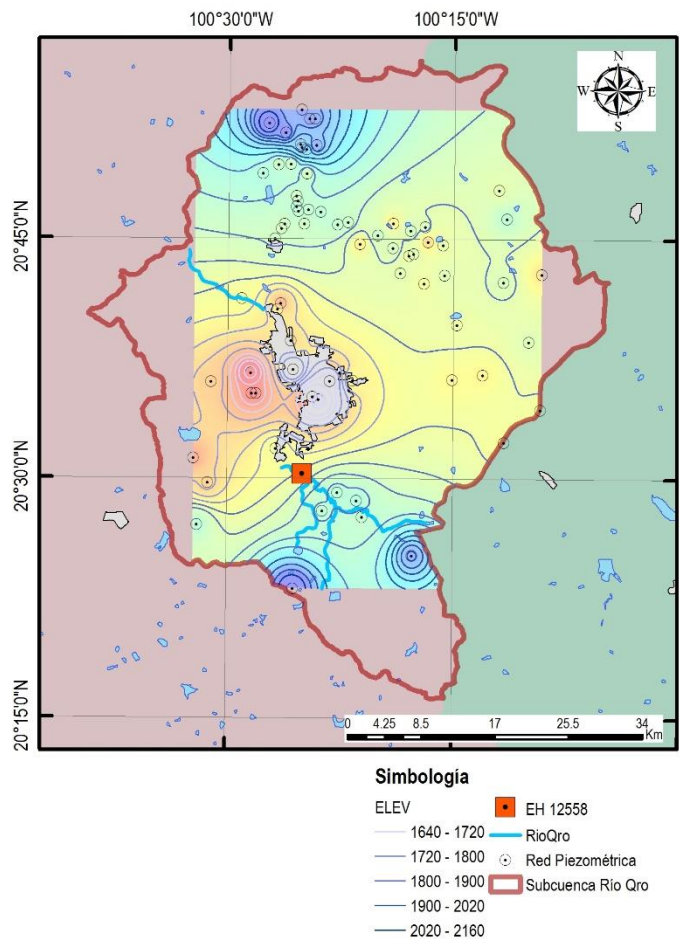 100°30'0"W 100°15'0"W
N
W E
S
20°45'0"N
20°30'0"N
20°15'0"N
0 4.25 8.5 17 25.5 34
Km
Simbología
ELEV
1640 - 1720
1720 - 1800
1800 - 1900
1900 - 2020
2020 - 2160
EH 12558
RioQro
Red Piezométrica
Subcuenca Río Qro